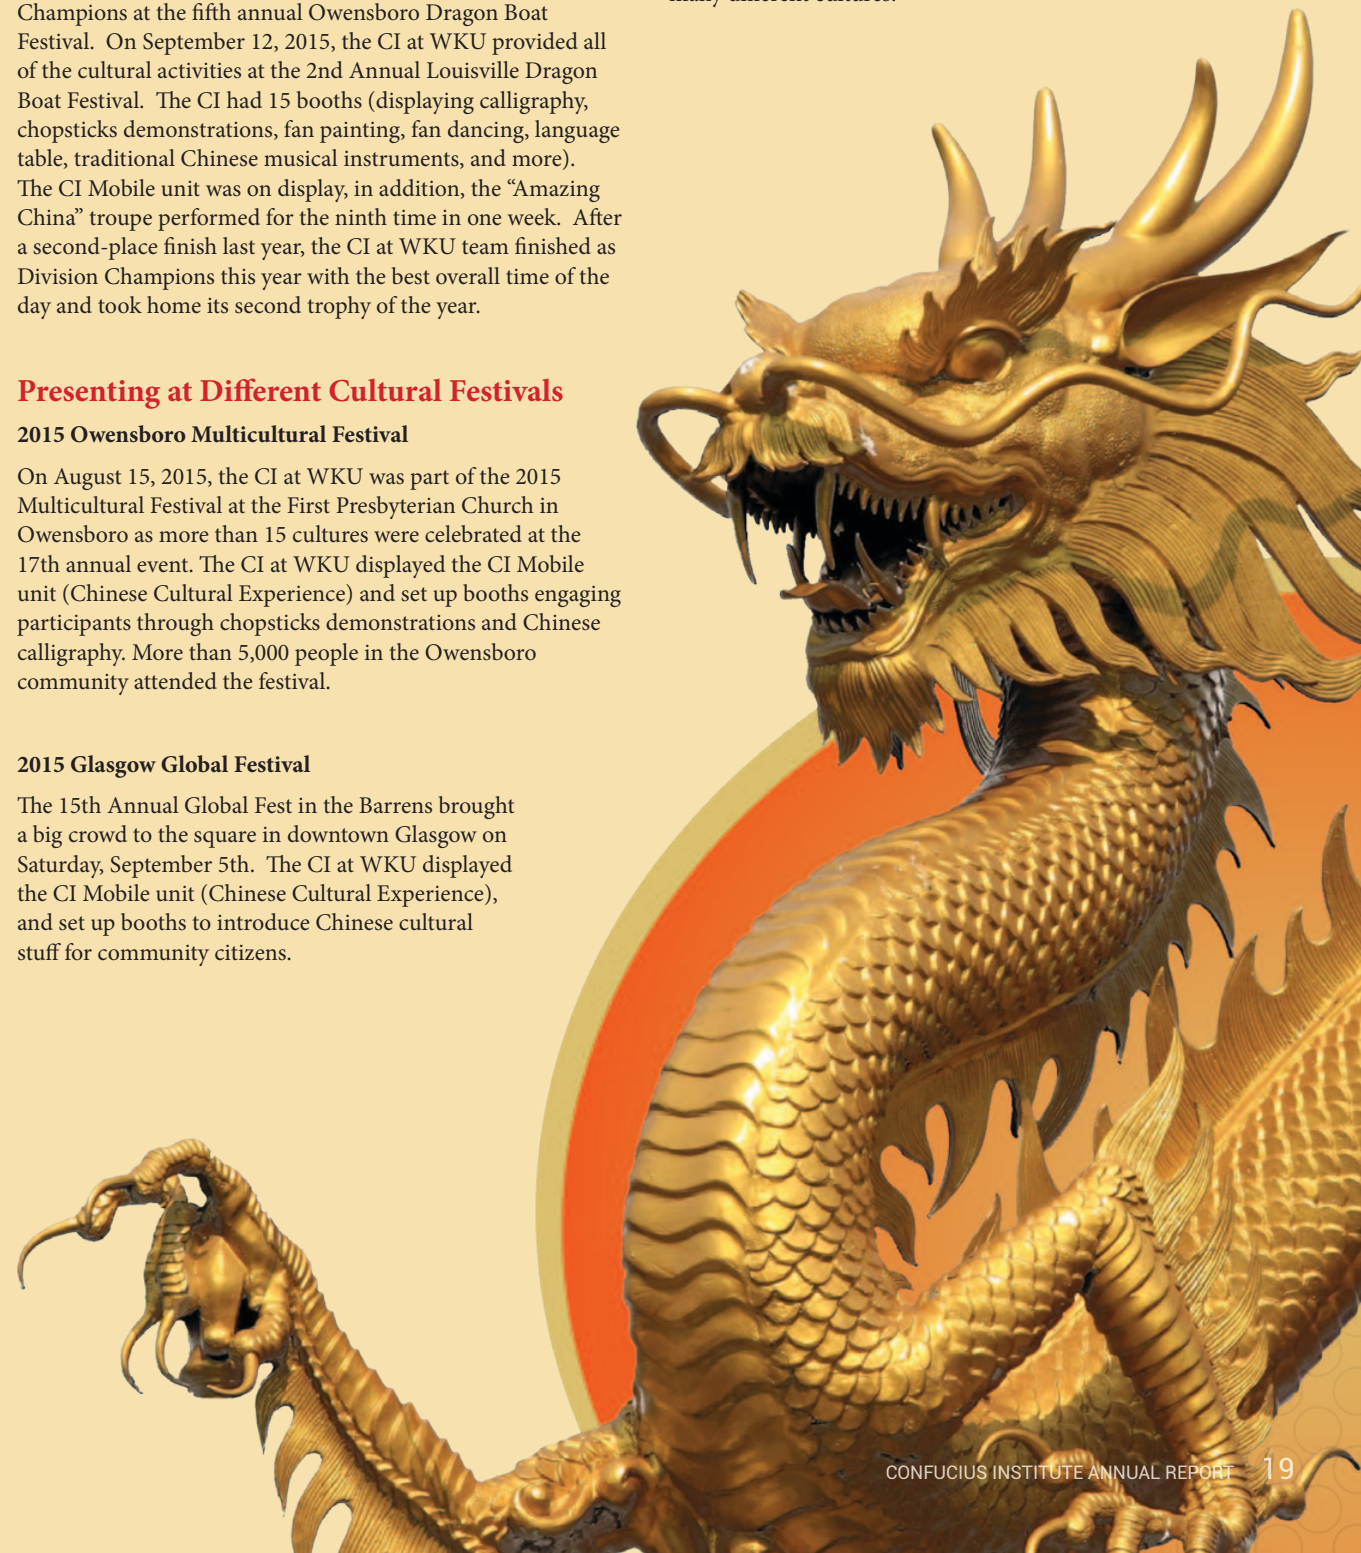 Champions at the fifth annual Owensboro Dragon Boat
Festival.  On September 12, 2015, the CI at WKU provided all
of the cultural activities at the 2nd Annual Louisville Dragon
Boat Festival.  The CI had 15 booths (displaying calligraphy,
chopsticks demonstrations, fan painting, fan dancing, language
table, traditional Chinese musical instruments, and more).
The CI Mobile unit was on display, in addition, the “Amazing
China” troupe performed for the ninth time in one week.  After
a second-place finish last year, the CI at WKU team finished as
Division Champions this year with the best overall time of the
day and took home its second trophy of the year.
Presenting at Different Cultural Festivals
2015 Owensboro Multicultural Festival
On August 15, 2015, the CI at WKU was part of the 2015
Multicultural Festival at the First Presbyterian Church in
Owensboro as more than 15 cultures were celebrated at the
17th annual event. The CI at WKU displayed the CI Mobile
unit (Chinese Cultural Experience) and set up booths engaging
participants through chopsticks demonstrations and Chinese
calligraphy. More than 5,000 people in the Owensboro
community attended the festival.
2015 Glasgow Global Festival
The 15th Annual Global Fest in the Barrens brought
a big crowd to the square in downtown Glasgow on
Saturday, September 5th.  The CI at WKU displayed
the CI Mobile unit (Chinese Cultural Experience),
and set up booths to introduce Chinese cultural
stuff for community citizens.
CONFUCIUS INSTITUTE ANNUAL REPORT 19